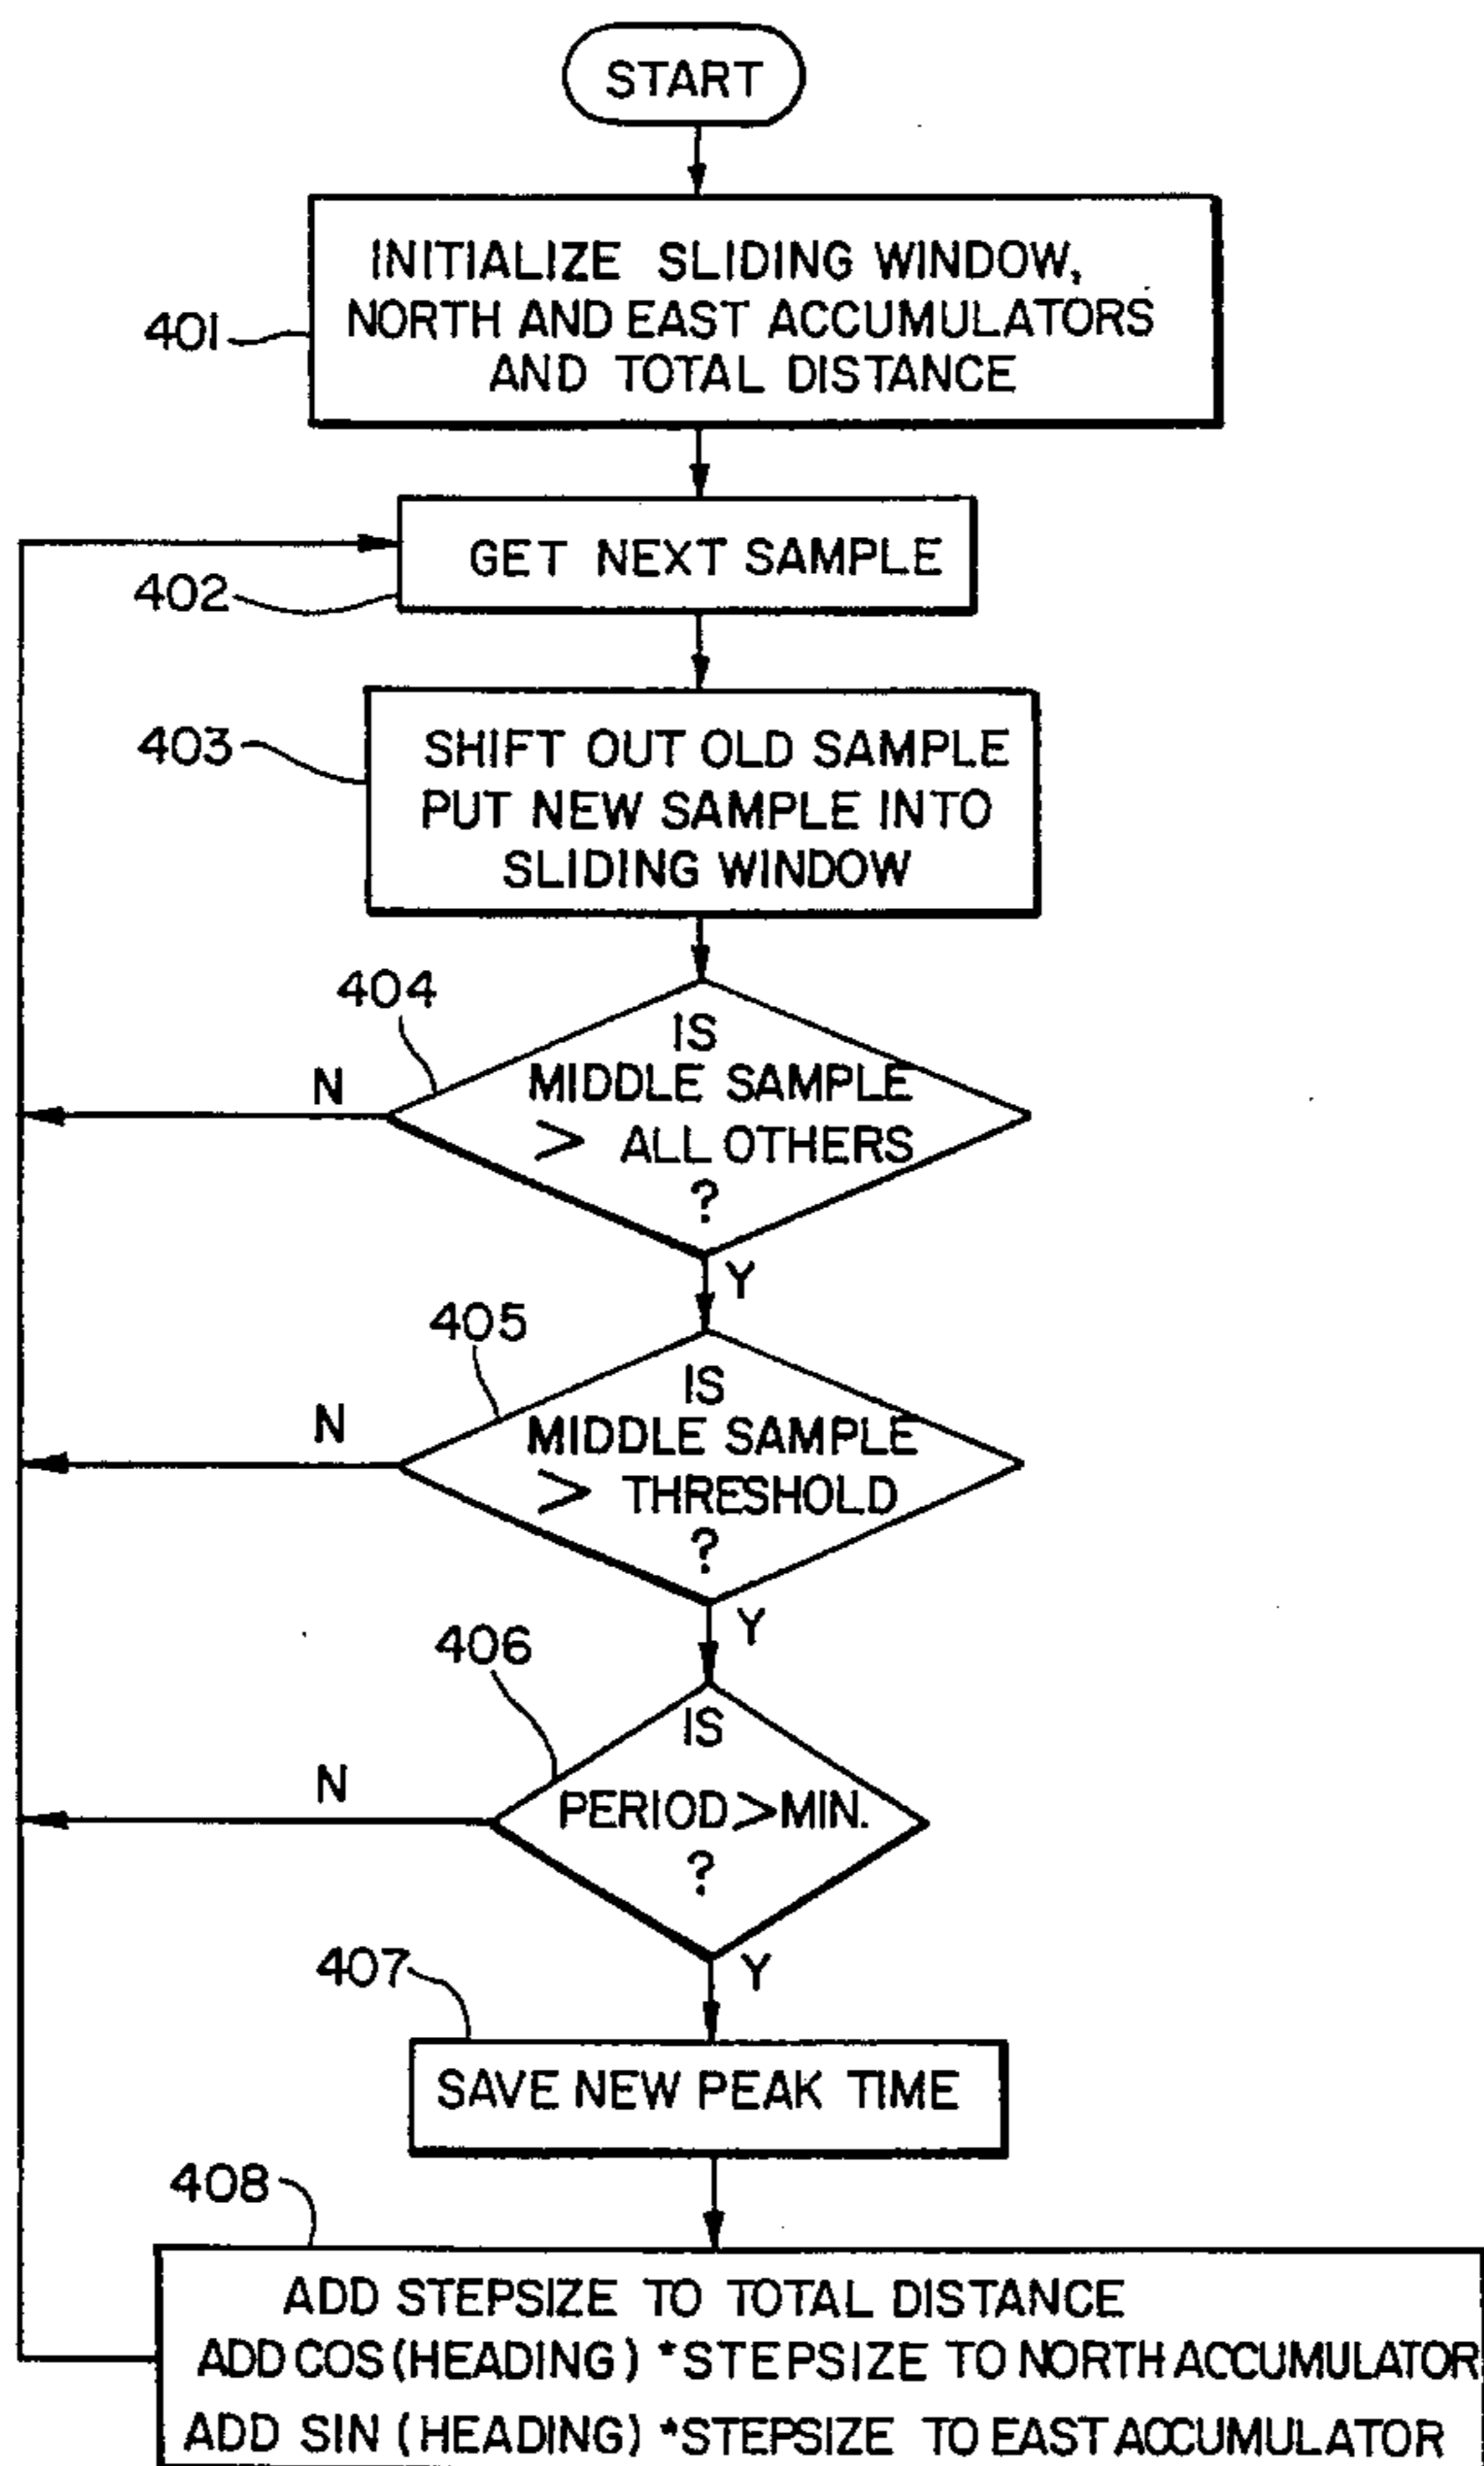 START
INITIALIZE SLIDING WINDOW,
NORTH AND EAST ACCUMULATORS
AND TOTAL DISTANCE
401
GET NEXT SAMPLE
402
403
SHIFT OUT OLD SAMPLE
PUT NEW SAMPLE INTO
SLIDING WINDOW
404
IS
MIDDLE SAMPLE
> ALL OTHERS
?
N
Y
405
IS
MIDDLE SAMPLE
> THRESHOLD
?
N
Y
406
IS
PERIOD>MIN.
?
N
Y
407
SAVE NEW PEAK TIME
408
ADD STEPSIZE TO TOTAL DISTANCE
ADD COS (HEADING) *STEPSIZE TO NORTH ACCUMULATOR
ADD SIN (HEADING) *STEPSIZE TO EAST ACCUMULATOR